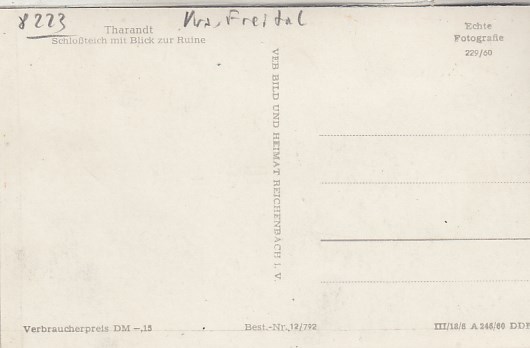 8223
Krs. Freital
Tharandt
Schloßteich mit Blick zur Ruine
Echte
Fotografie
229/60
VEB BILD UND HEIMAT REICHENBACH I. V.
Verbraucherpreis DM –,15
Best.-Nr. 12/792
III/18/8 A 248/60 DDR